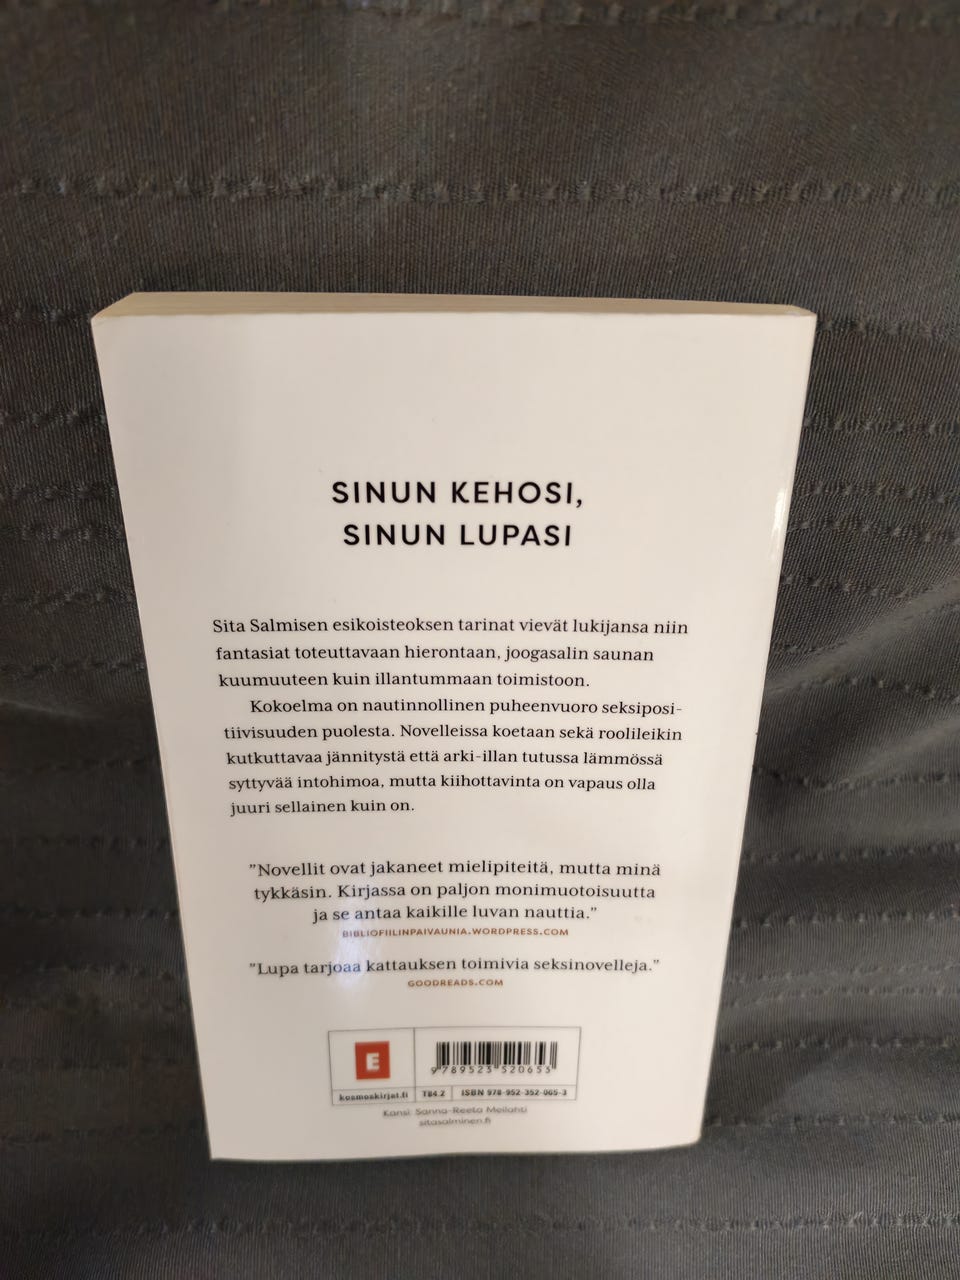 SINUN KEHOSI,
SINUN LUPASI
Sita Salmisen esikoisteoksen tarinat vievät lukijansa niin
fantasiat toteuttavaan hierontaan, joogasalin saunan
kuumuuteen kuin illantummaan toimistoon.
Kokoelma on nautinnollinen puheenvuoro seksiposi-
tiivisuuden puolesta. Novelleissa koetaan sekä roolileikin
kutkuttavaa jännitystä että arki-illan tutussa lämmössä
syttyvää intohimoa, mutta kiihottavinta on vapaus olla
juuri sellainen kuin on.
”Novellit ovat jakaneet mielipiteitä, mutta minä
tykkäsin. Kirjassa on paljon monimuotoisuutta
ja se antaa kaikille luvan nauttia.”
BIBLIOFIILINPAIVAUNIA.WORDPRESS.COM
”Lupa tarjoaa kattauksen toimivia seksinovelleja.”
GOODREADS.COM
E
9 789523 520653
kosmoskirjat.fi T84.2 ISBN 978-952-352-065-3
Kansi: Sanna-Reeta Meilahti
sitasalminen.fi